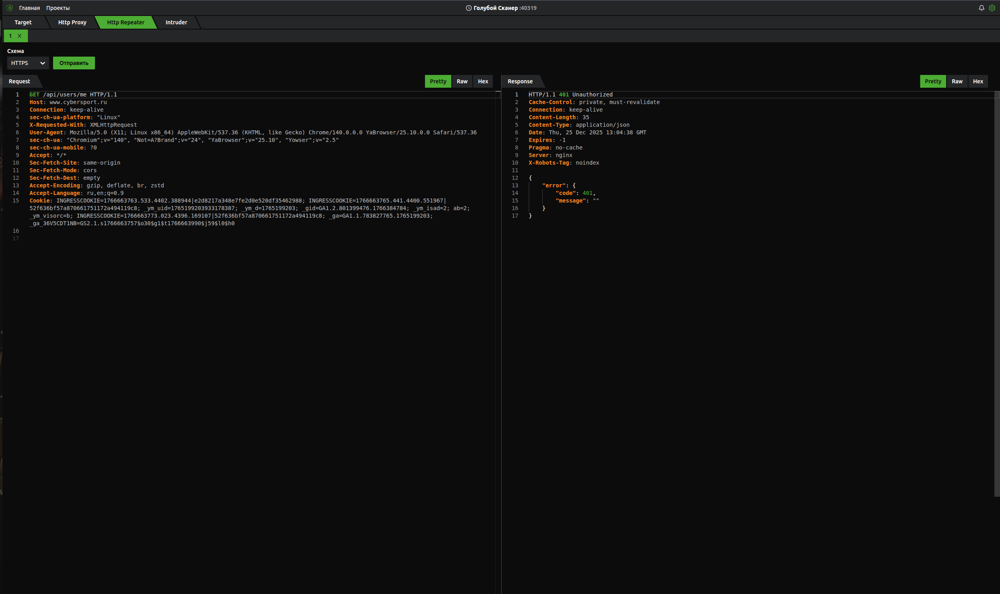 Главная Проекты Голубой Сканер :40319
Target Http Proxy Http Repeater Intruder
1 X
Схема
HTTPS Отправить
Request Pretty Raw Hex
1 GET /api/users/me HTTP/1.1
2 Host: www.cybersport.ru
3 Connection: keep-alive
4 sec-ch-ua-platform: "Linux"
5 X-Requested-With: XMLHttpRequest
6 User-Agent: Mozilla/5.0 (X11; Linux x86_64) AppleWebKit/537.36 (KHTML, like Gecko) Chrome/140.0.0.0 YaBrowser/25.10.0.0 Safari/537.36
7 sec-ch-ua: "Chromium";v="140", "Not=A?Brand";v="24", "YaBrowser";v="25.10", "Yowser";v="2.5"
8 sec-ch-ua-mobile: ?0
9 Accept: */*
10 Sec-Fetch-Site: same-origin
11 Sec-Fetch-Mode: cors
12 Sec-Fetch-Dest: empty
13 Accept-Encoding: gzip, deflate, br, zstd
14 Accept-Language: ru,en;q=0.9
15 Cookie: INGRESSCOOKIE=1766663763.533.4402.388944|e2d8217a348e7fe2d0e520df35462988; INGRESSCOOKIE=1766663765.441.4400.551967|
52f636bf57a870661751172a494119c8; _ym_uid=1765199203933178387; _ym_d=1765199203; _gid=GA1.2.801399476.1766384784; _ym_isad=2; ab=2;
_ym_visorc=b; INGRESSCOOKIE=1766663773.023.4396.169107|52f636bf57a870661751172a494119c8; _ga=GA1.1.783827765.1765199203;
_ga_36V5CDT1NB=GS2.1.s1766663757$o30$g1$t1766663990$j59$l0$h0
16
17
Response Pretty Raw Hex
1 HTTP/1.1 401 Unauthorized
2 Cache-Control: private, must-revalidate
3 Connection: keep-alive
4 Content-Length: 35
5 Content-Type: application/json
6 Date: Thu, 25 Dec 2025 13:04:38 GMT
7 Expires: -1
8 Pragma: no-cache
9 Server: nginx
10 X-Robots-Tag: noindex
11
12 {
13 "error": {
14 "code": 401,
15 "message": ""
16 }
17 }